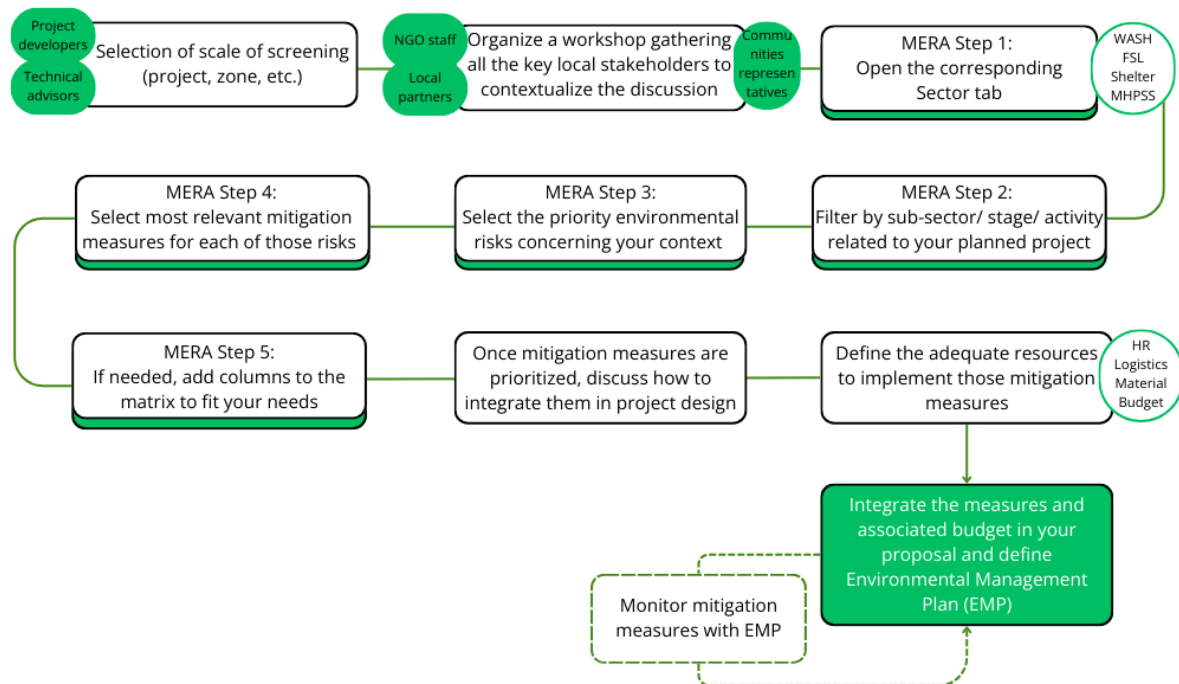 Project
developers
Technical
advisors
Selection of scale of screening
(project, zone, etc.)
NGO staff
Local
partners
Organize a workshop gathering
all the key local stakeholders to
contextualize the discussion
Commu
nities
represen
tatives
MERA Step 1:
Open the corresponding
Sector tab
WASH
FSL
Shelter
MHPSS
MERA Step 2:
Filter by sub-sector/ stage/ activity
related to your planned project
MERA Step 3:
Select the priority environmental
risks concerning your context
MERA Step 4:
Select most relevant mitigation
measures for each of those risks
MERA Step 5:
If needed, add columns to the
matrix to fit your needs
Once mitigation measures are
prioritized, discuss how to
integrate them in project design
Define the adequate resources
to implement those mitigation
measures
HR
Logistics
Material
Budget
Integrate the measures and
associated budget in your
proposal and define
Environmental Management
Plan (EMP)
Monitor mitigation
measures with EMP